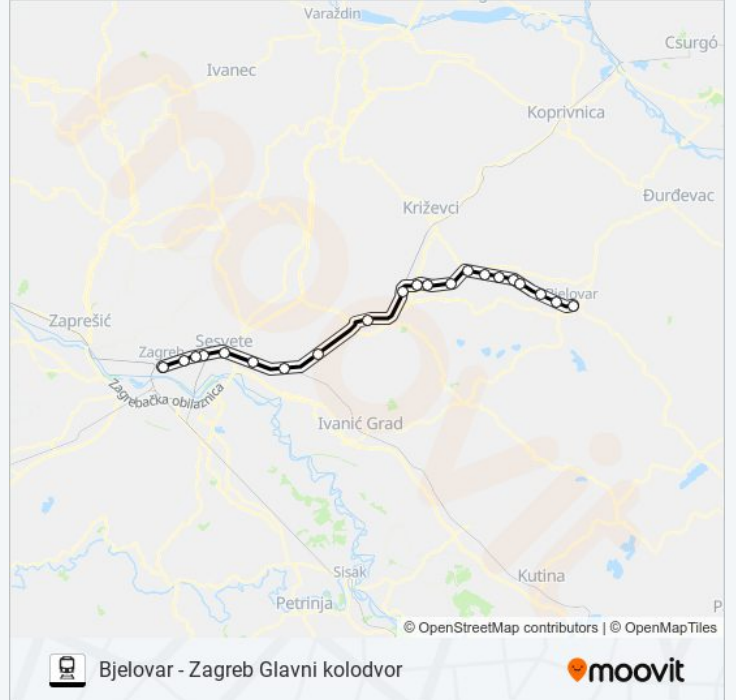 Varaždin
Csurgó
Ivanec
Koprivnica
Đurđevac
Križevci
Bjelovar
Zaprešić
Sesvete
Zagreb
Zagrebačka obilaznica
Ivanić Grad
Sisak
Kutina
Petrinja
P
moovit
© OpenStreetMap contributors | © OpenMapTiles
Bjelovar - Zagreb Glavni kolodvor
moovit